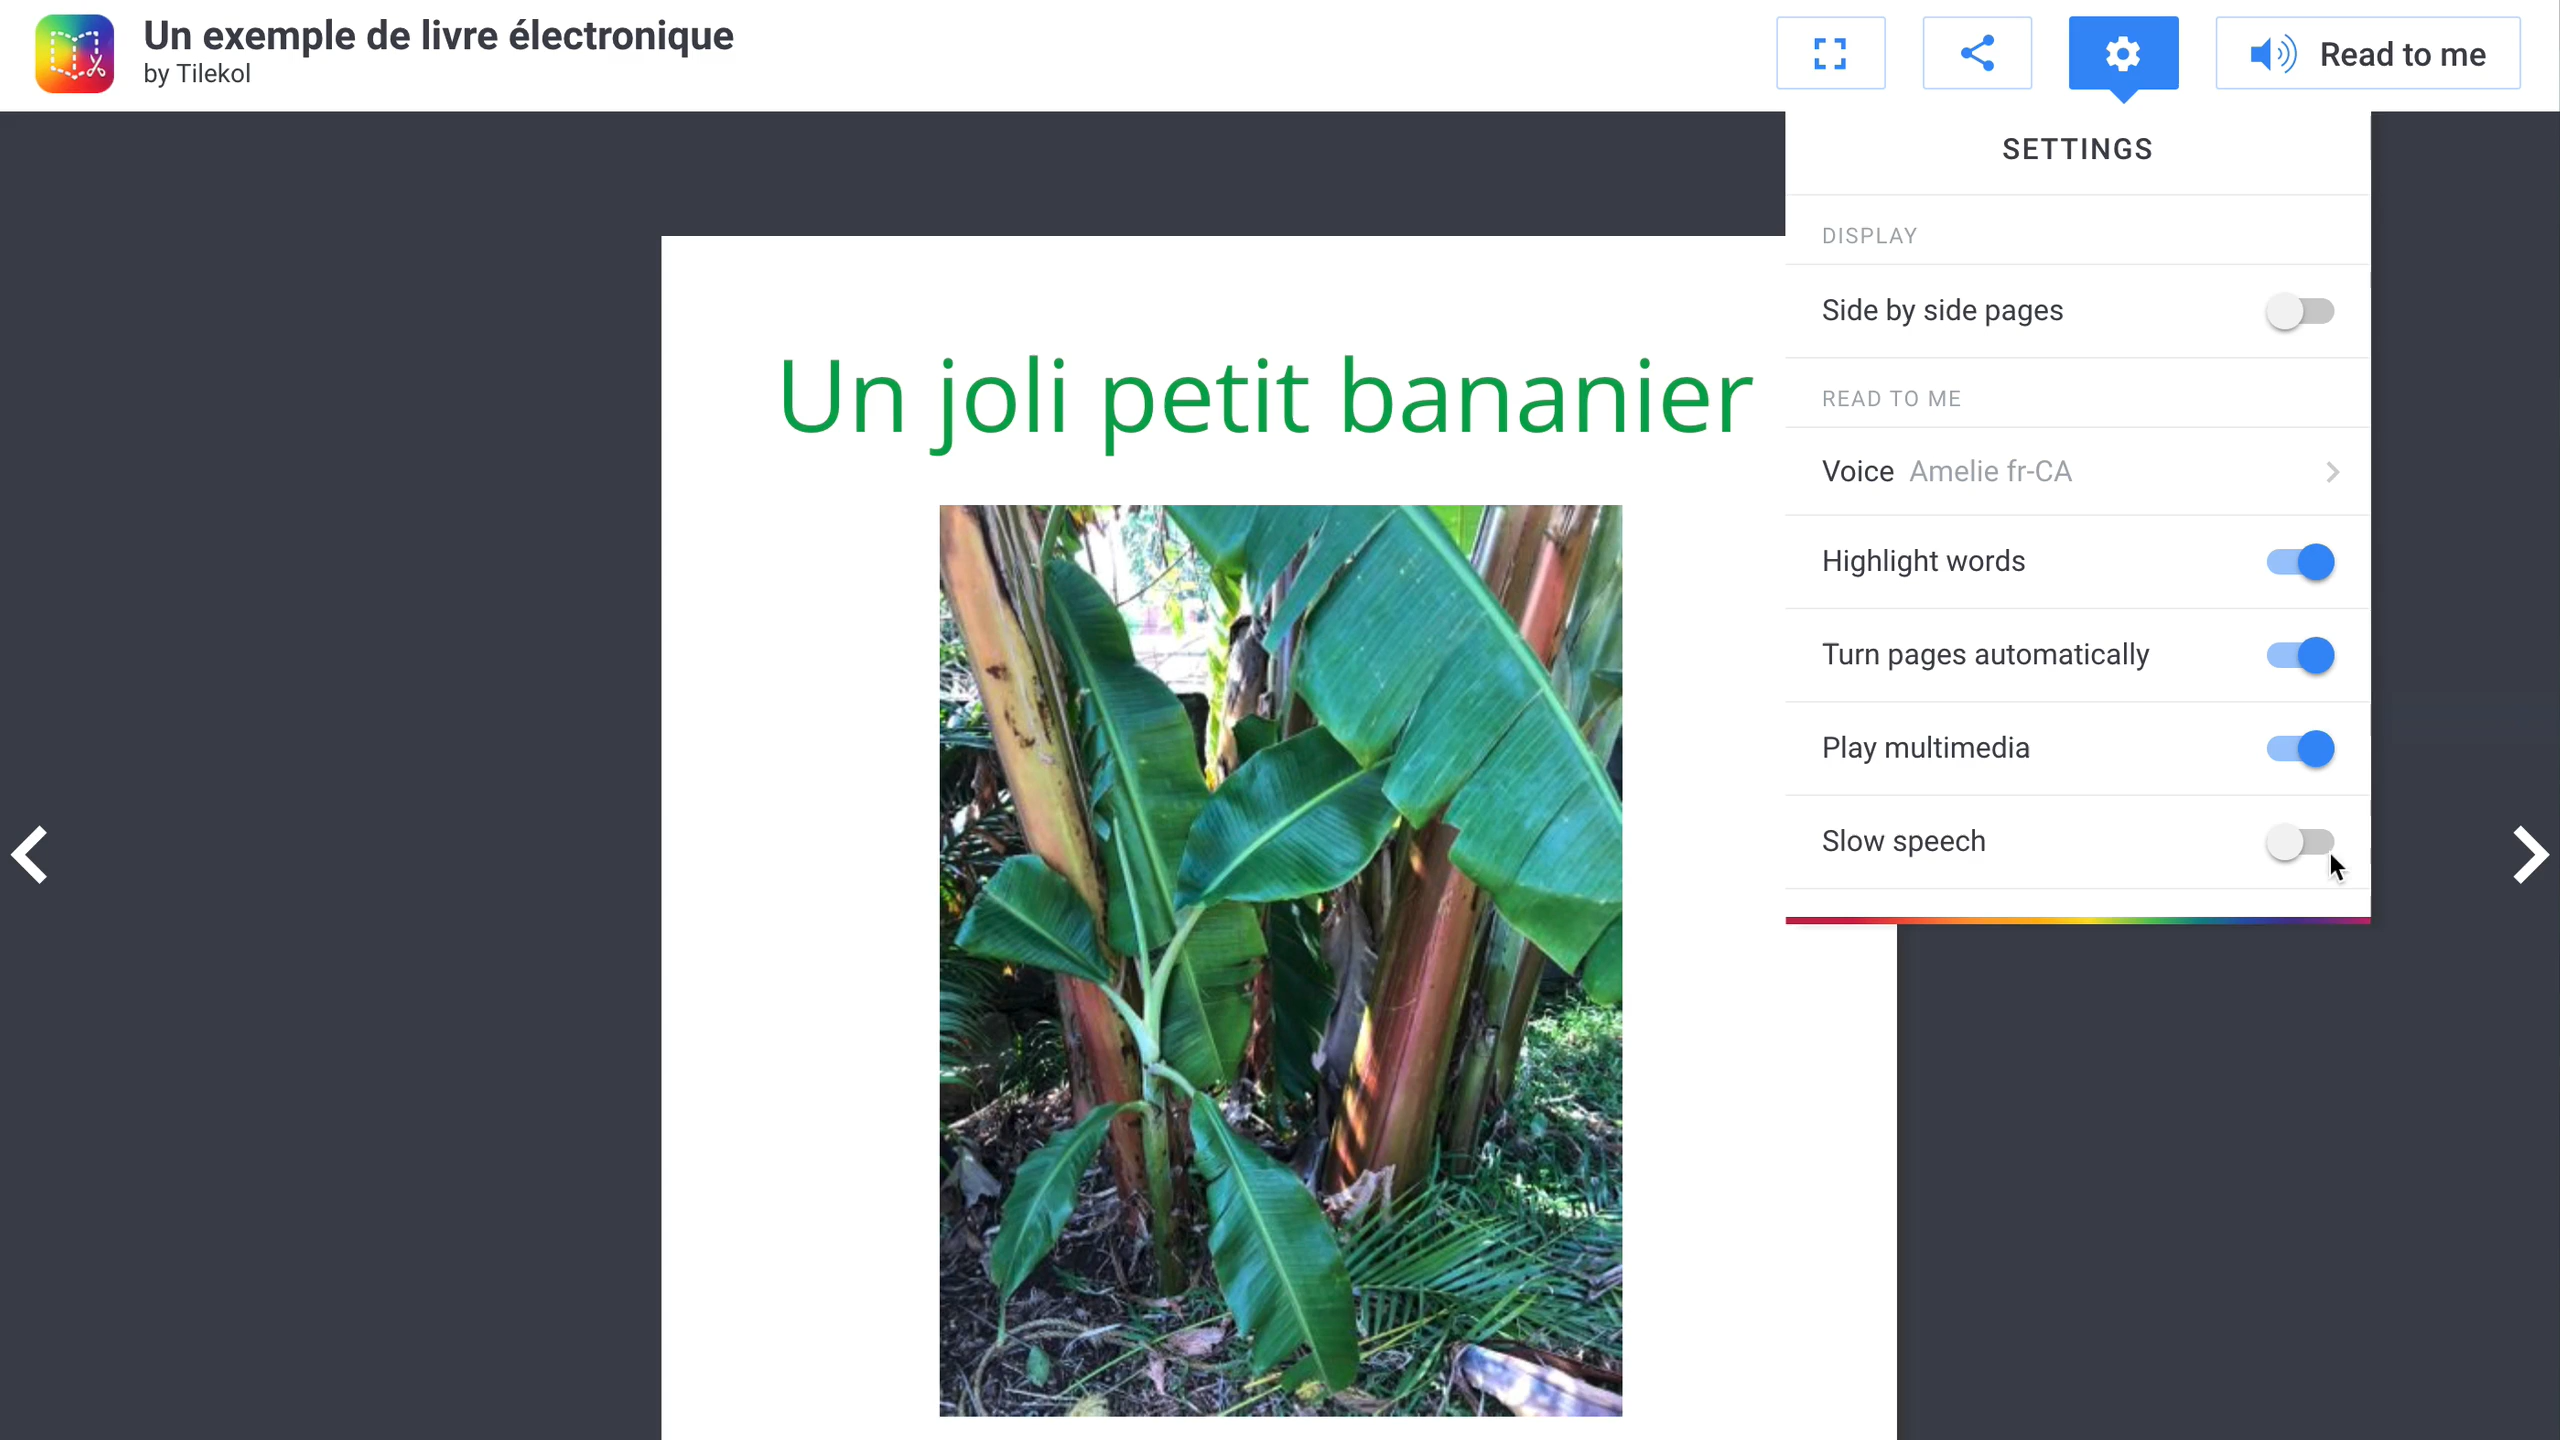 Un exemple de livre électronique
by Tilekol
Read to me
SETTINGS
DISPLAY
Side by side pages
READ TO ME
Voice Amelie fr-CA
Highlight words
Turn pages automatically
Play multimedia
Slow speech
Un joli petit bananier